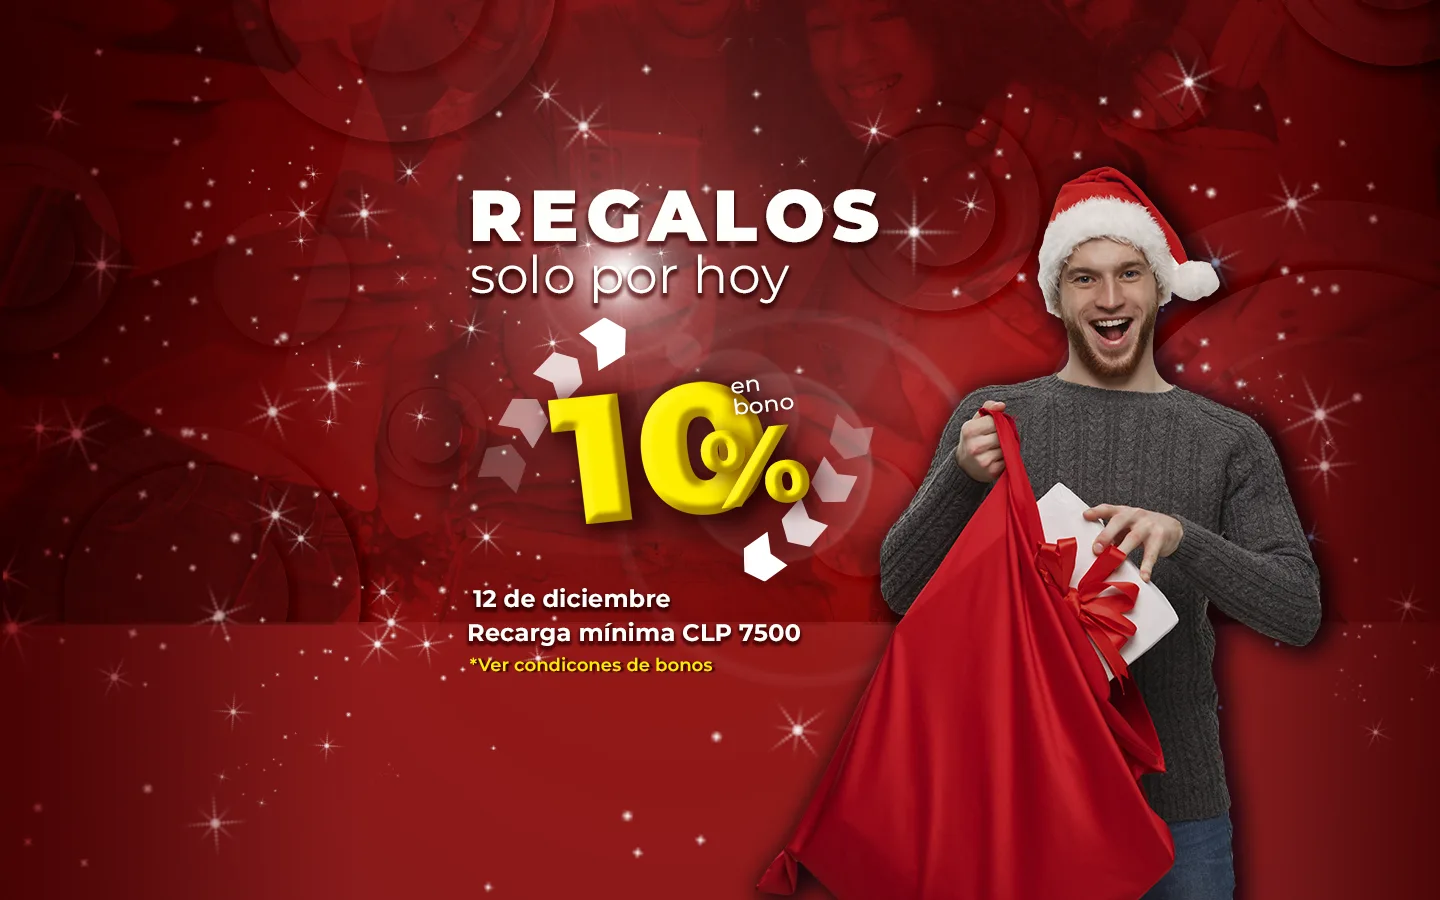 REGALOS
solo por hoy
10%
en
bono
12 de diciembre
Recarga mínima CLP 7500
*Ver condicones de bonos